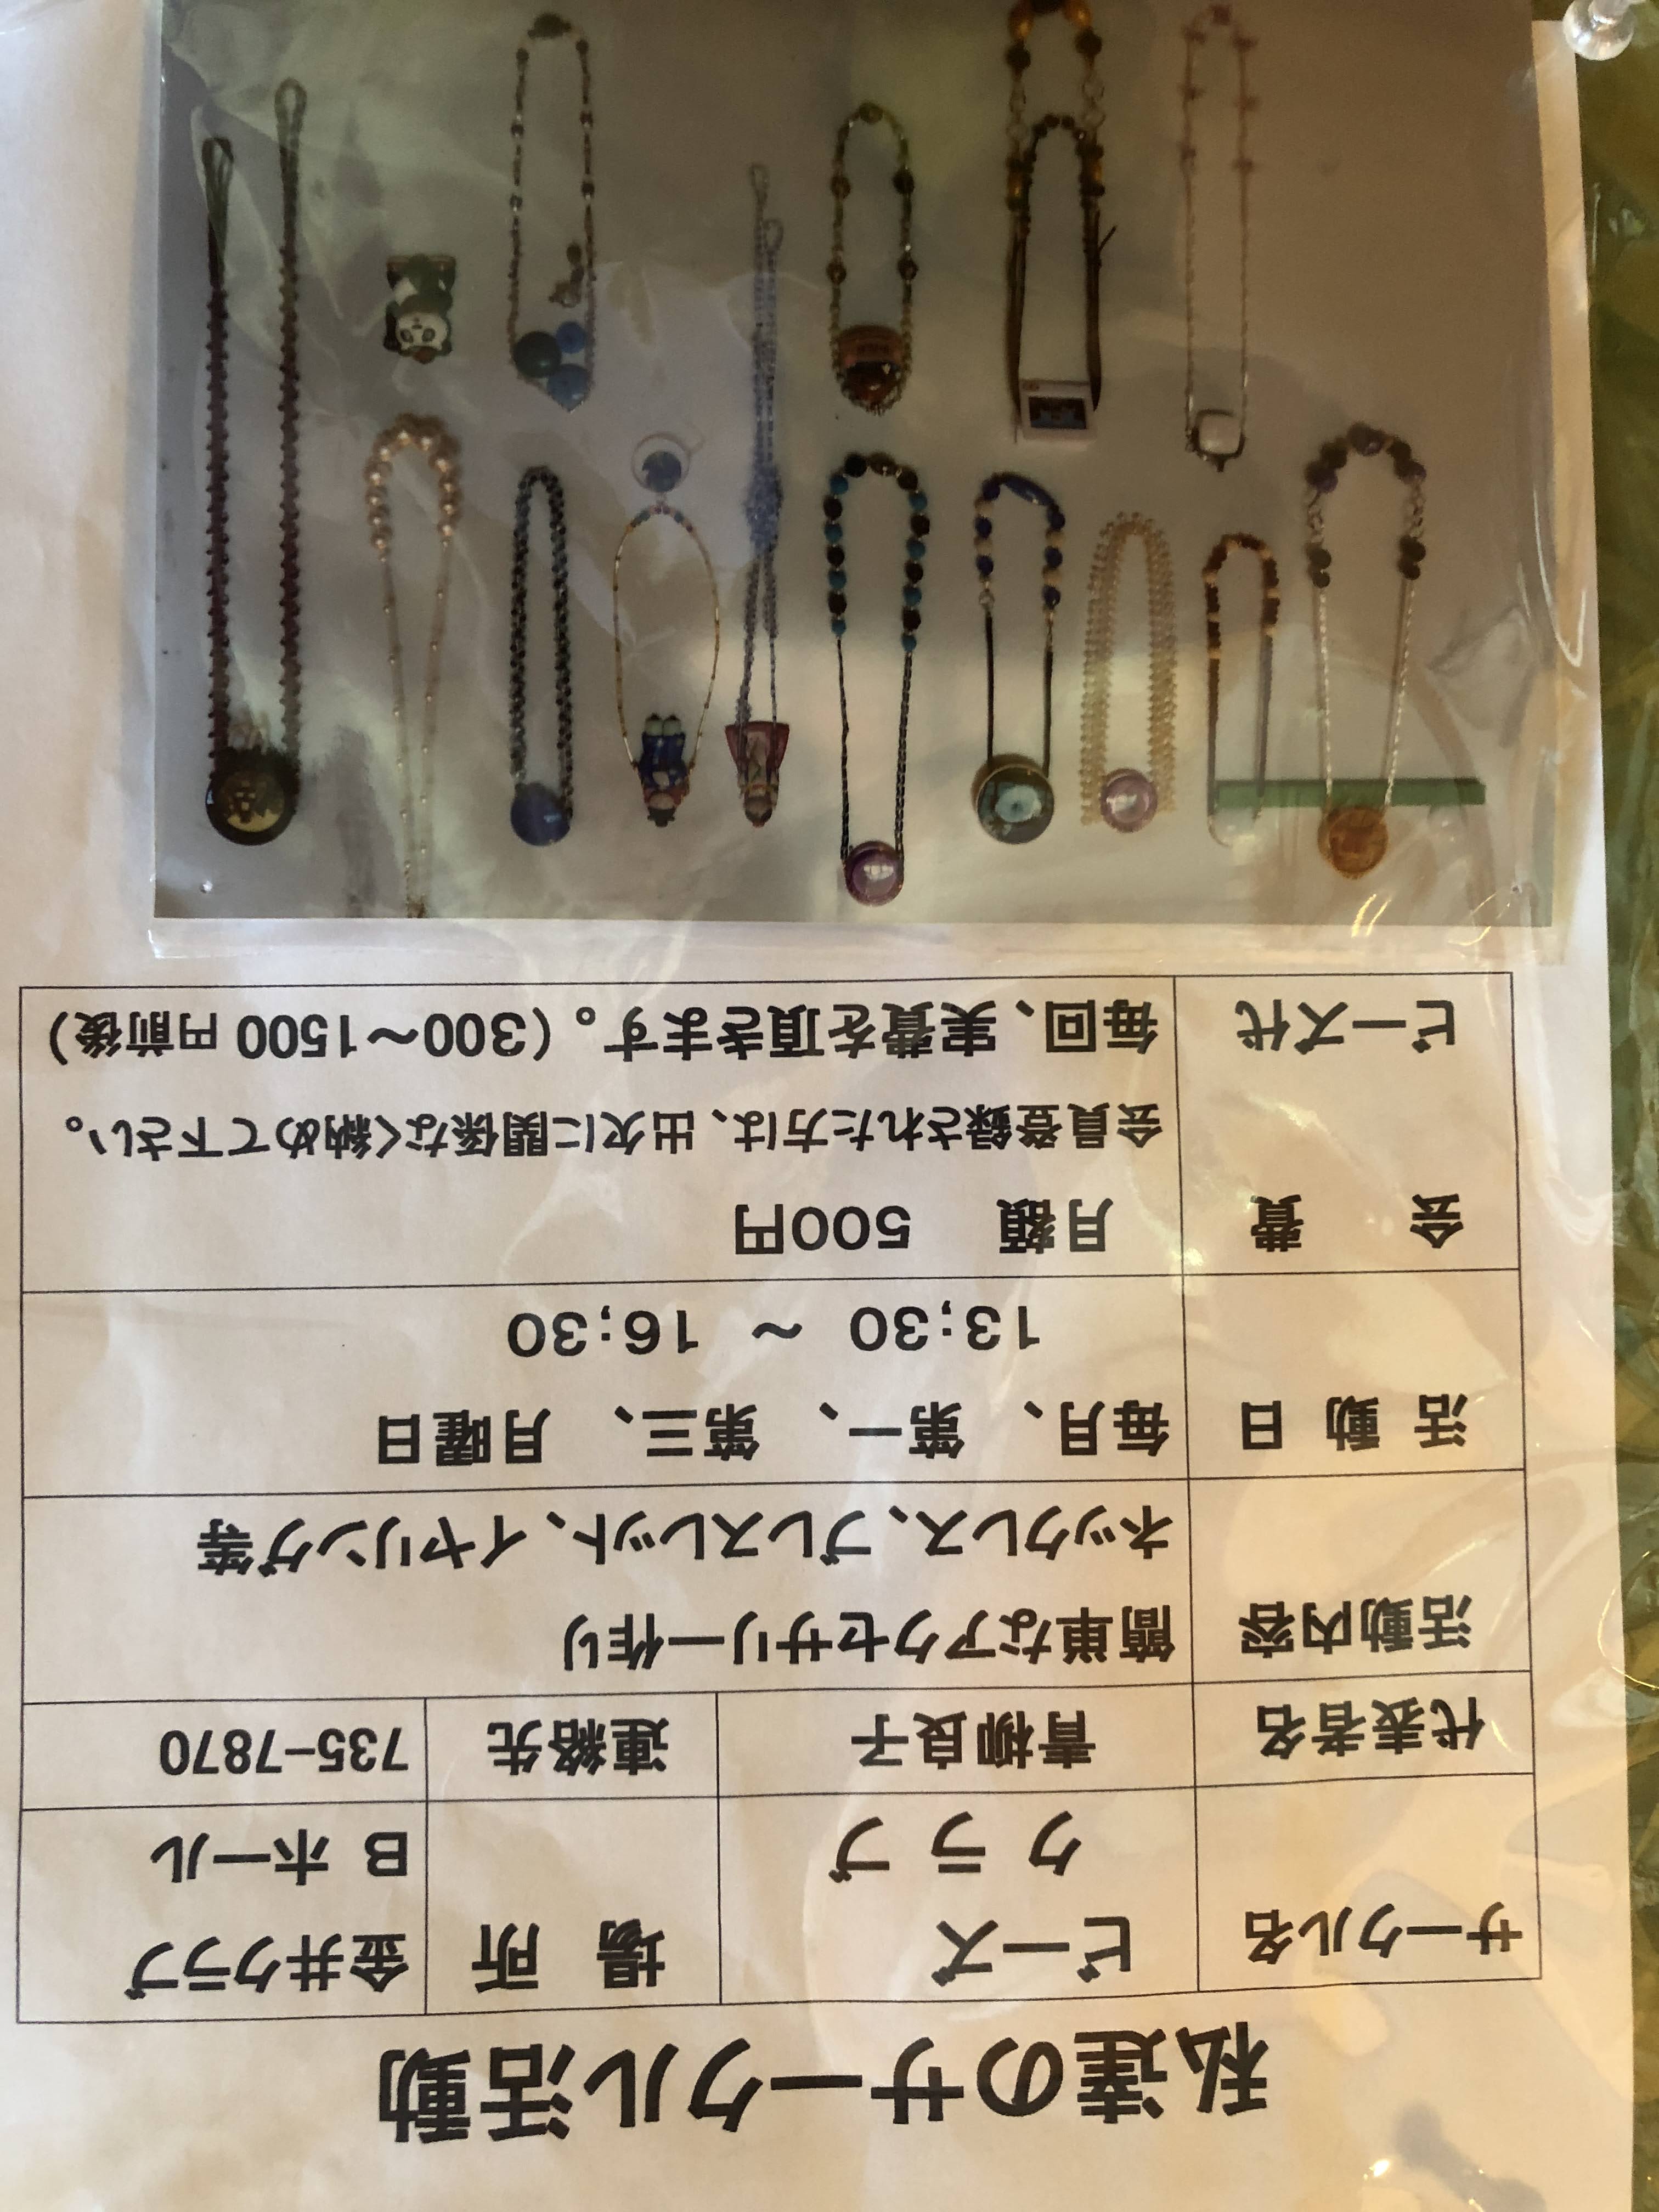 私達のサークル活動
サークル名 ビーズ 場 所 金井クラブ
クラブ B ホール
代表者名 青柳良子 連絡先 735-7870
活動内容 簡単なアクセサリー作り
ネックレス、ブレスレット、イヤリング等
活 動 日 毎月、 第一、 第三、 月曜日
13;30 ～ 16;30
会 費 月額 500円
会員登録された方は、出欠に関係なく納めて下さい。
ビーズ代 毎回、実費を頂きます。（300～1500 円前後）